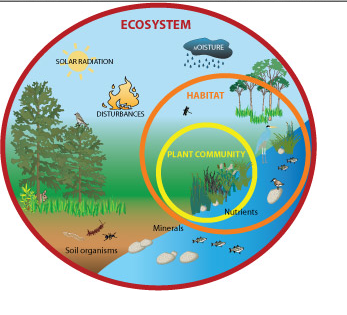 ECOSYSTEM
MOISTURE
SOLAR RADIATION
HABITAT
DISTURBANCES
PLANT COMMUNITY
Nutrients
Minerals
Soil organisms